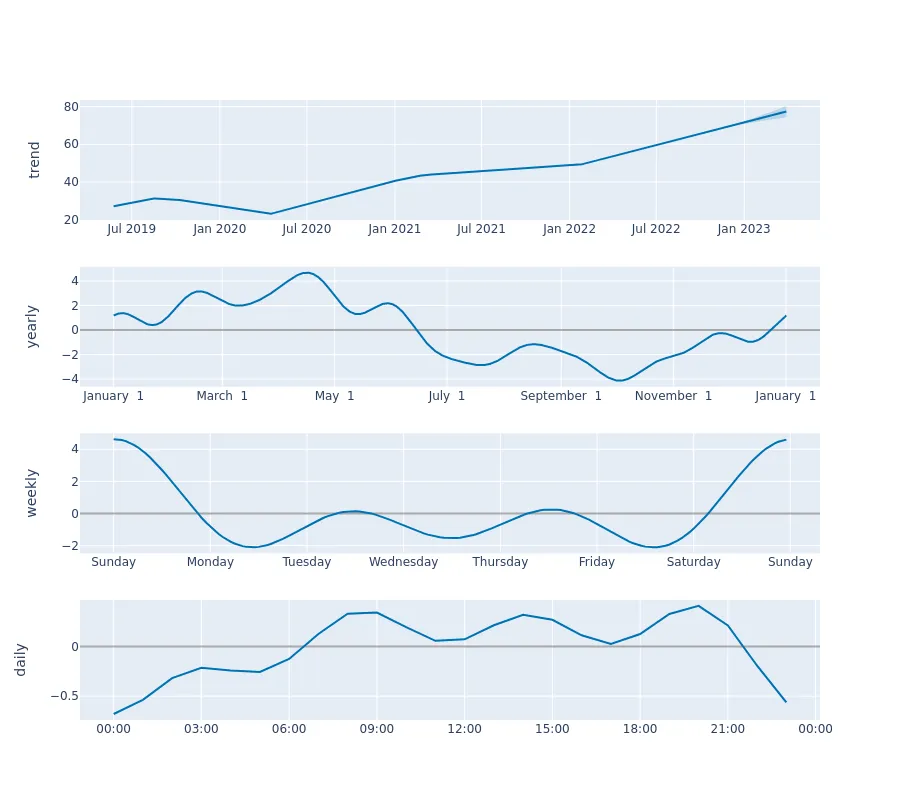 trend
80
60
40
20
Jul 2019 Jan 2020 Jul 2020 Jan 2021 Jul 2021 Jan 2022 Jul 2022 Jan 2023
yearly
4
2
0
−2
−4
January 1 March 1 May 1 July 1 September 1 November 1 January 1
weekly
4
2
0
−2
Sunday Monday Tuesday Wednesday Thursday Friday Saturday Sunday
daily
0
−0.5
00:00 03:00 06:00 09:00 12:00 15:00 18:00 21:00 00:00